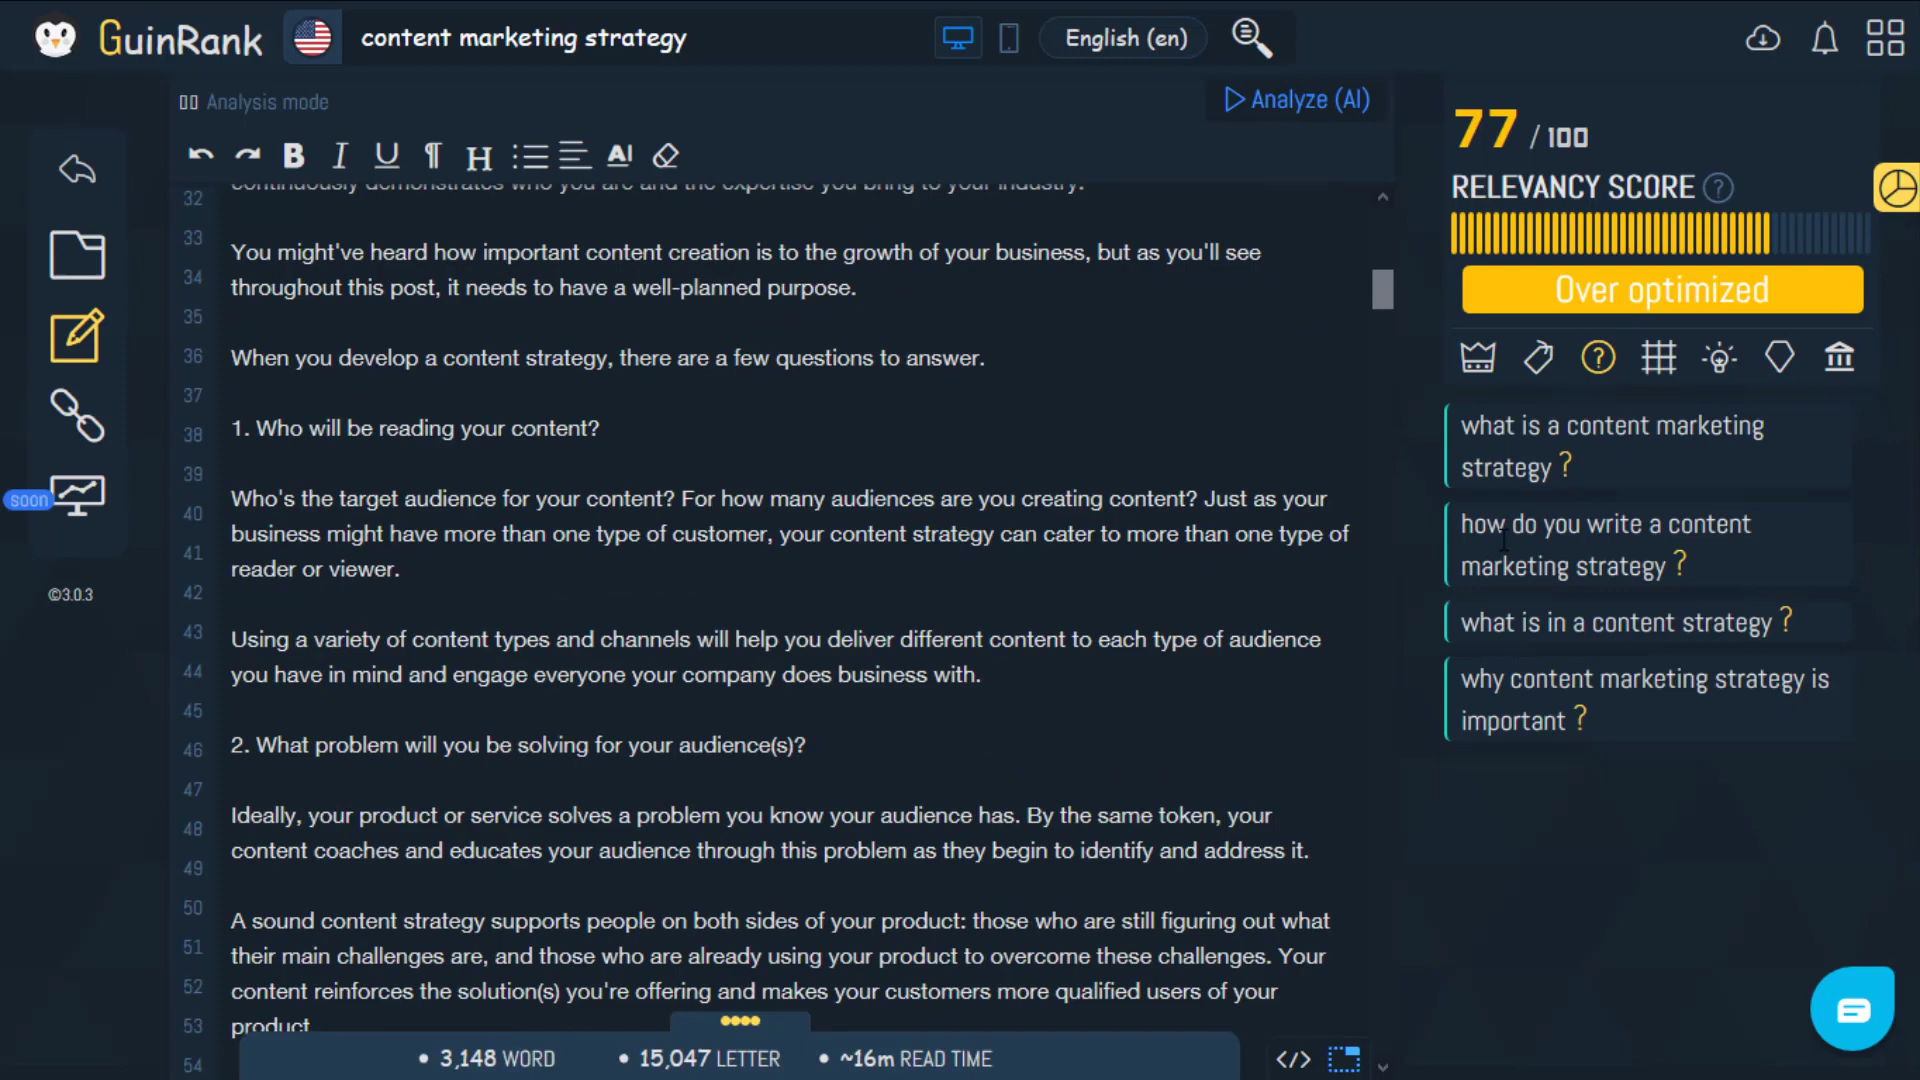 GuinRank
content marketing strategy
English (en)
Analysis mode
Analyze (AI)
32
continuously demonstrates who you are and the expertise you bring to your industry.
33
You might've heard how important content creation is to the growth of your business, but as you'll see
34
throughout this post, it needs to have a well-planned purpose.
35
36
When you develop a content strategy, there are a few questions to answer.
37
38
1. Who will be reading your content?
39
40
Who's the target audience for your content? For how many audiences are you creating content? Just as your
41
business might have more than one type of customer, your content strategy can cater to more than one type of
reader or viewer.
42
43
Using a variety of content types and channels will help you deliver different content to each type of audience
44
you have in mind and engage everyone your company does business with.
45
46
2. What problem will you be solving for your audience(s)?
47
48
Ideally, your product or service solves a problem you know your audience has. By the same token, your
49
content coaches and educates your audience through this problem as they begin to identify and address it.
50
A sound content strategy supports people on both sides of your product: those who are still figuring out what
51
their main challenges are, and those who are already using your product to overcome these challenges. Your
52
content reinforces the solution(s) you're offering and makes your customers more qualified users of your
53
product
54
3,148 WORD
15,047 LETTER
~16m READ TIME
soon
©3.0.3
77 / 100
RELEVANCY SCORE ?
Over optimized
what is a content marketing
strategy ?
how do you write a content
marketing strategy ?
what is in a content strategy ?
why content marketing strategy is
important ?